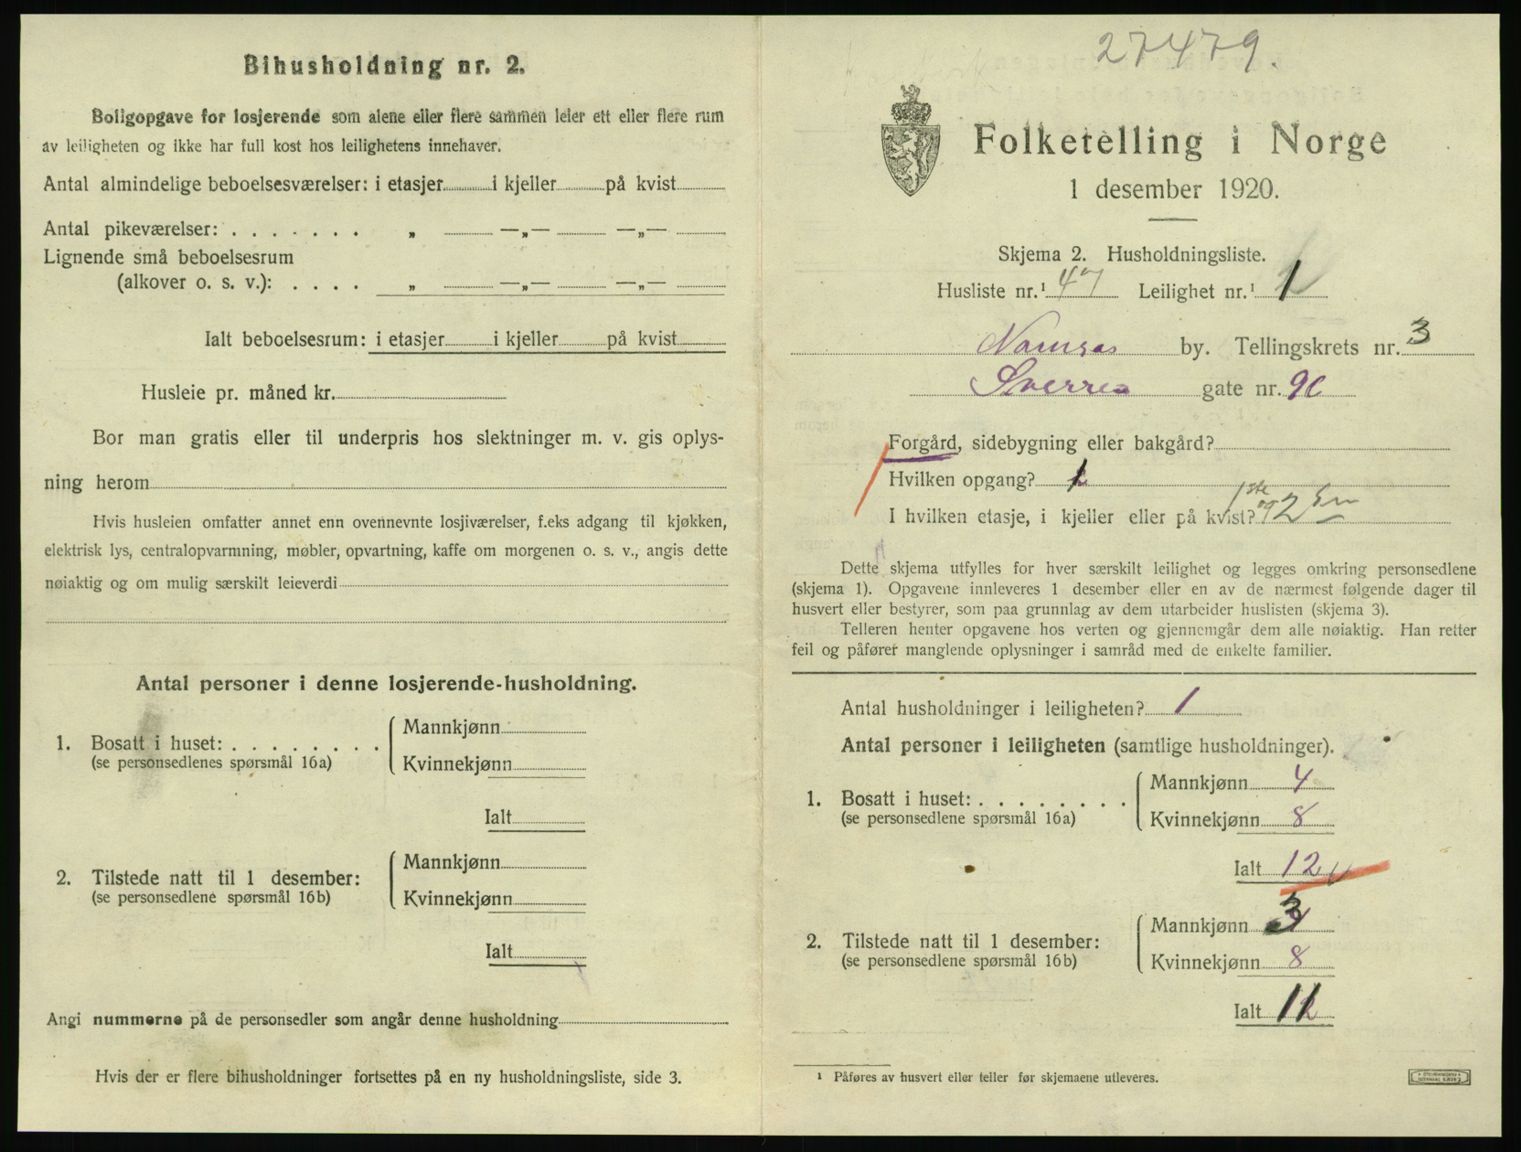 Bihusholdning nr. 2.
Boligopgave for losjerende som alene eller flere sammen leier ett eller flere rum
av leiligheten og ikke har full kost hos leilighetens innehaver.
Antal almindelige beboelsesværelser: i etasjer i kjeller på kvist
Antal pikeværelser: . . . . . . . „ —„— —„—
Lignende små beboelsesrum
(alkover o. s. v.): . . . . „ —„— —„—
Ialt beboelsesrum: i etasjer i kjeller på kvist
Husleie pr. måned kr.
Bor man gratis eller til underpris hos slektninger m. v. gis oplys-
ning herom
Hvis husleien omfatter annet enn ovennevnte losjiværelser, f.eks adgang til kjøkken,
elektrisk lys, centralopvarmning, møbler, opvartning, kaffe om morgenen o. s. v., angis dette
nøiaktig og om mulig særskilt leieverdi
Antal personer i denne losjerende-husholdning.
1. Bosatt i huset: . . . . . . . .
(se personsedlenes spørsmål 16a)
Mannkjønn
Kvinnekjønn
Ialt
2. Tilstede natt til 1 desember:
(se personsedlene spørsmål 16b)
Mannkjønn
Kvinnekjønn
Ialt
Angi nummerne på de personsedler som angår denne husholdning
Hvis der er flere bihusholdninger fortsettes på en ny husholdningsliste, side 3.
27479.
Folketelling i Norge
1 desember 1920.
Skjema 2. Husholdningsliste.
Husliste nr.¹ 47 Leilighet nr.¹ 1
Namsos by. Tellingskrets nr. 3
Sverres gate nr.
Forgård, sidebygning eller bakgård?
Hvilken opgang? 1
I hvilken etasje, i kjeller eller på kvist? 1ste og 2en
Dette skjema utfylles for hver særskilt leilighet og legges omkring personsedlene
(skjema 1). Opgavene innleveres 1 desember eller en av de nærmest følgende dager til
husvert eller bestyrer, som paa grunnlag av dem utarbeider huslisten (skjema 3).
Telleren henter opgavene hos verten og gjennemgår dem alle nøiaktig. Han retter
feil og påfører manglende oplysninger i samråd med de enkelte familier.
Antal husholdninger i leiligheten? 1
Antal personer i leiligheten (samtlige husholdninger).
1. Bosatt i huset: . . . . . . . .
(se personsedlene spørsmål 16a)
Mannkjønn 4
Kvinnekjønn 8
Ialt 12
2. Tilstede natt til 1 desember:
(se personsedlene spørsmål 16b)
Mannkjønn 3
Kvinnekjønn 8
Ialt 11
¹ Påføres av husvert eller teller før skjemaene utleveres.